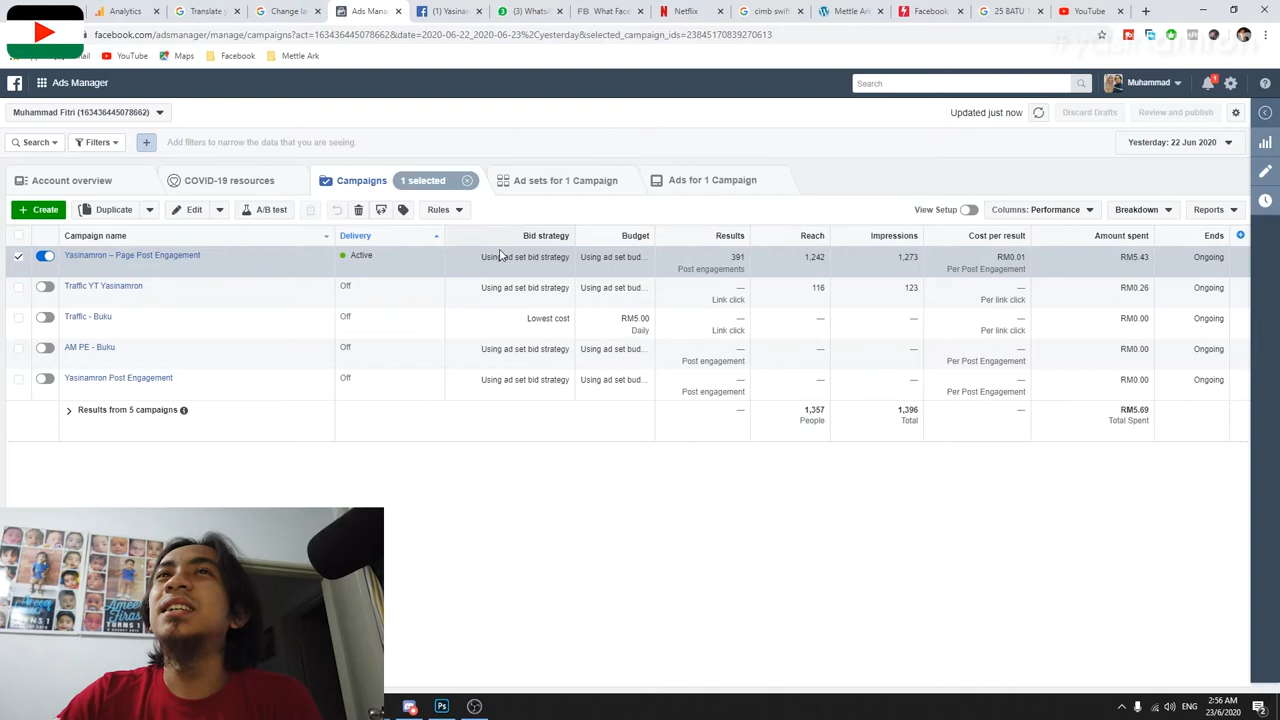 Analytics
Translate
Change la
Ads Mana
(1) Yasina
(3) WhatsA
What Face
Netflix
cimb swift
Mettle Ark
Facebook
25 BATU T
YouTube
facebook.com/adsmanager/manage/campaigns?act=163436445078662&date=2020-06-22_2020-06-23%2Cyesterday&selected_campaign_ids=23845170839270613
YouTube
Maps
Facebook
Mettle Ark
Ads Manager
Search
Muhammad
1
Muhammad Fitri (163436445078662)
Updated just now
Discard Drafts
Review and publish
Search
Filters
Add filters to narrow the data that you are seeing.
Yesterday: 22 Jun 2020
Account overview
COVID-19 resources
Campaigns
1 selected
Ad sets for 1 Campaign
Ads for 1 Campaign
+ Create
Duplicate
Edit
A/B test
Rules
View Setup
Columns: Performance
Breakdown
Reports
Campaign name
Delivery
Bid strategy
Budget
Results
Reach
Impressions
Cost per result
Amount spent
Ends
Yasinamron – Page Post Engagement
Active
Using ad set bid strategy
Using ad set bud...
391
1,242
1,273
RM0.01
RM5.43
Ongoing
Post engagements
Per Post Engagement
Traffic YT Yasinamron
Off
Using ad set bid strategy
Using ad set bud...
—
116
123
—
RM0.26
Ongoing
Link click
Per link click
Traffic - Buku
Off
Lowest cost
RM5.00
—
—
—
—
RM0.00
Ongoing
Daily
Link click
Per link click
AM PE - Buku
Off
Using ad set bid strategy
Using ad set bud...
—
—
—
—
RM0.00
Ongoing
Post engagement
Per Post Engagement
Yasinamron Post Engagement
Off
Using ad set bid strategy
Using ad set bud...
—
—
—
—
RM0.00
Ongoing
Post engagement
Per Post Engagement
Results from 5 campaigns
—
1,357
1,396
—
RM5.69
People
Total
Total Spent
TURNS 1
2:56 AM
23/6/2020
2